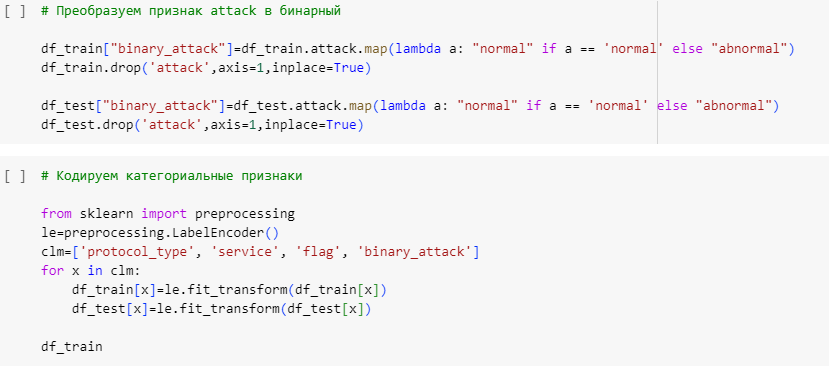 [ ] # Преобразуем признак attack в бинарный
df_train["binary_attack"]=df_train.attack.map(lambda a: "normal" if a == 'normal' else "abnormal")
df_train.drop('attack',axis=1,inplace=True)
df_test["binary_attack"]=df_test.attack.map(lambda a: "normal" if a == 'normal' else "abnormal")
df_test.drop('attack',axis=1,inplace=True)
[ ] # Кодируем категориальные признаки
from sklearn import preprocessing
le=preprocessing.LabelEncoder()
clm=['protocol_type', 'service', 'flag', 'binary_attack']
for x in clm:
    df_train[x]=le.fit_transform(df_train[x])
    df_test[x]=le.fit_transform(df_test[x])
df_train